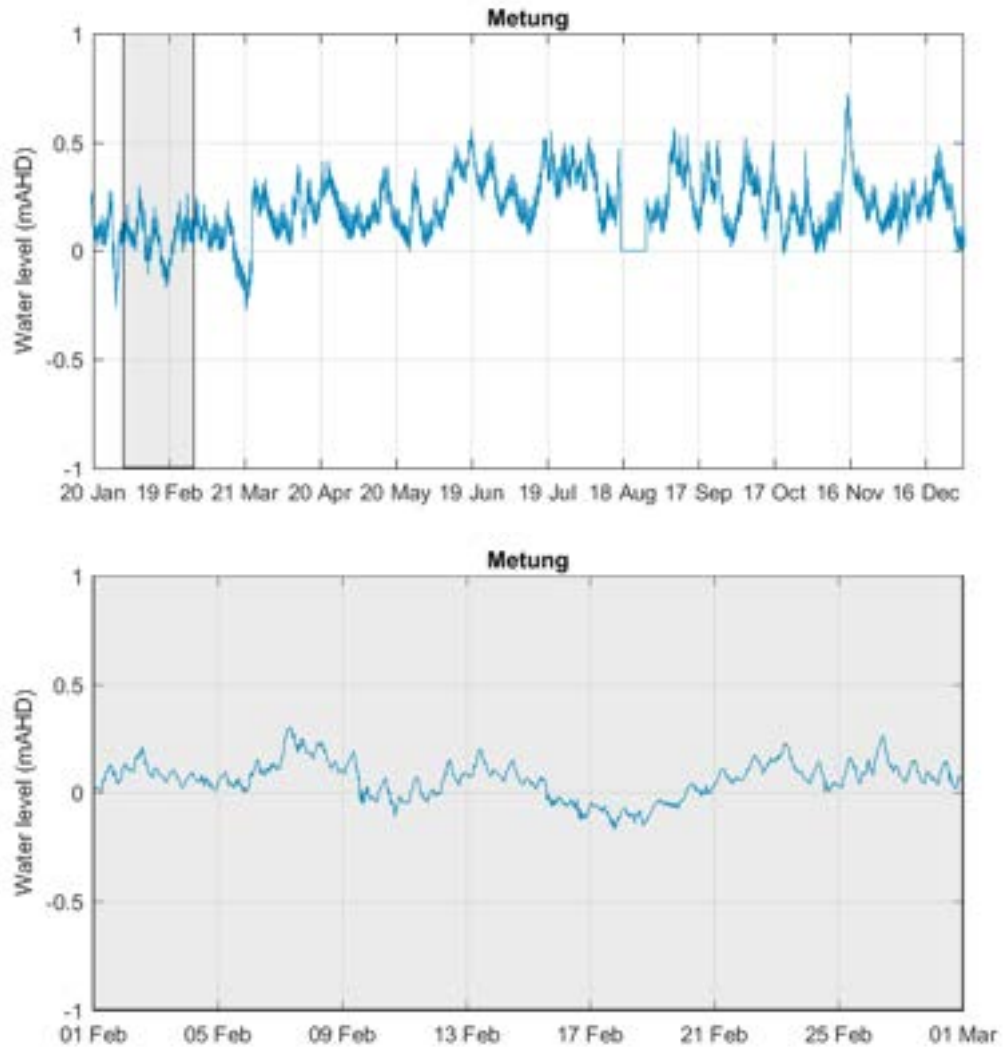 Metung
Water level (mAHD)
1
0.5
0
-0.5
-1
20 Jan 19 Feb 21 Mar 20 Apr 20 May 19 Jun 19 Jul 18 Aug 17 Sep 17 Oct 16 Nov 16 Dec
Metung
Water level (mAHD)
1
0.5
0
-0.5
-1
01 Feb 05 Feb 09 Feb 13 Feb 17 Feb 21 Feb 25 Feb 01 Mar